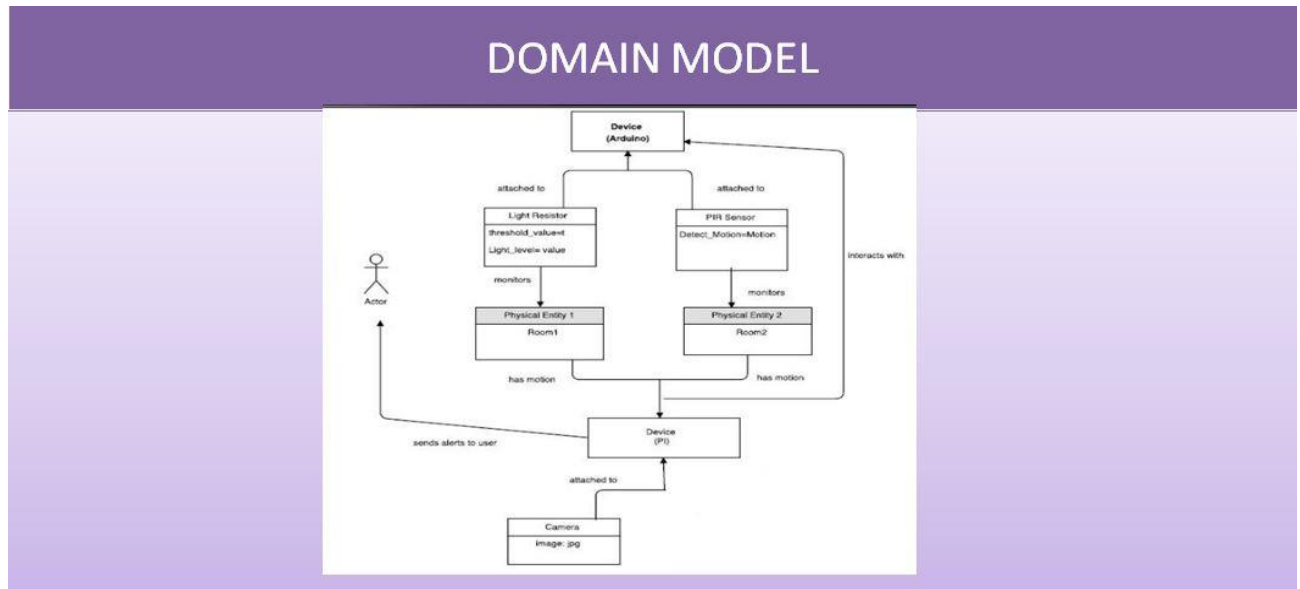 DOMAIN MODEL
Device
(Arduino)
attached to
attached to
Light Resistor
threshold_value=t
Light_level= value
PIR Sensor
Detect_Motion=Motion
interacts with
Actor
monitors
monitors
Physical Entity 1
Room1
Physical Entity 2
Room2
has motion
has motion
Device
(PI)
sends alerts to user
attached to
Camera
image: jpg